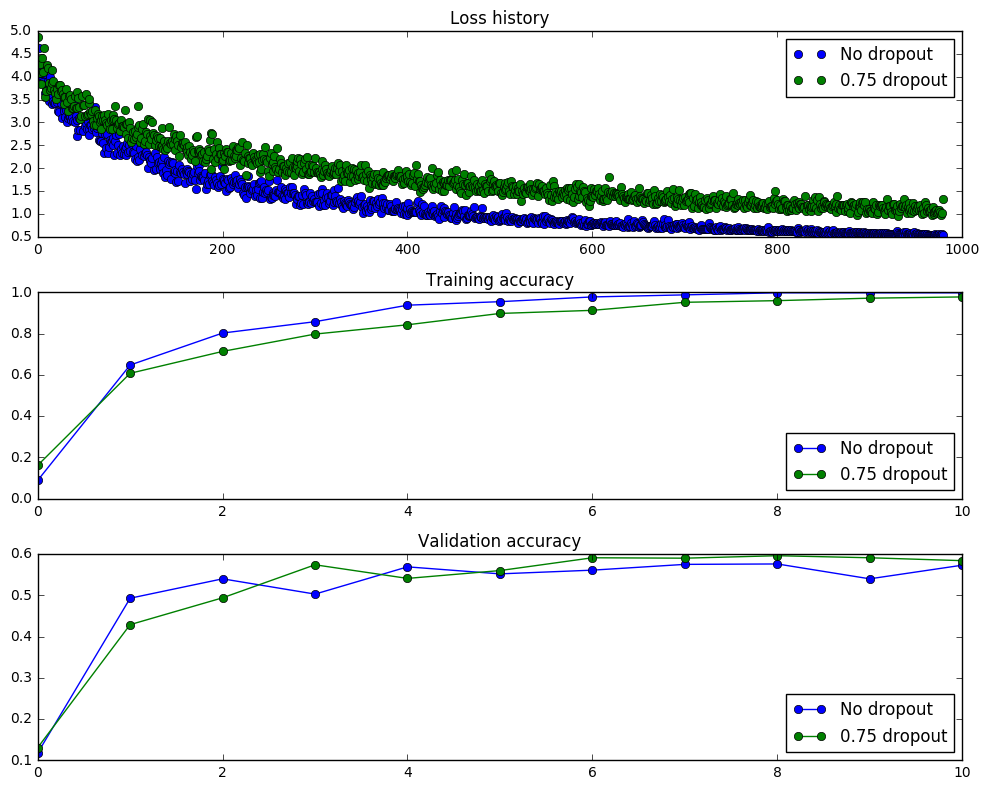 Loss history
5.0
4.5
4.0
3.5
3.0
2.5
2.0
1.5
1.0
0.5
No dropout
0.75 dropout
0 200 400 600 800 1000
Training accuracy
1.0
0.8
0.6
0.4
0.2
0.0
No dropout
0.75 dropout
0 2 4 6 8 10
Validation accuracy
0.6
0.5
0.4
0.3
0.2
0.1
No dropout
0.75 dropout
0 2 4 6 8 10